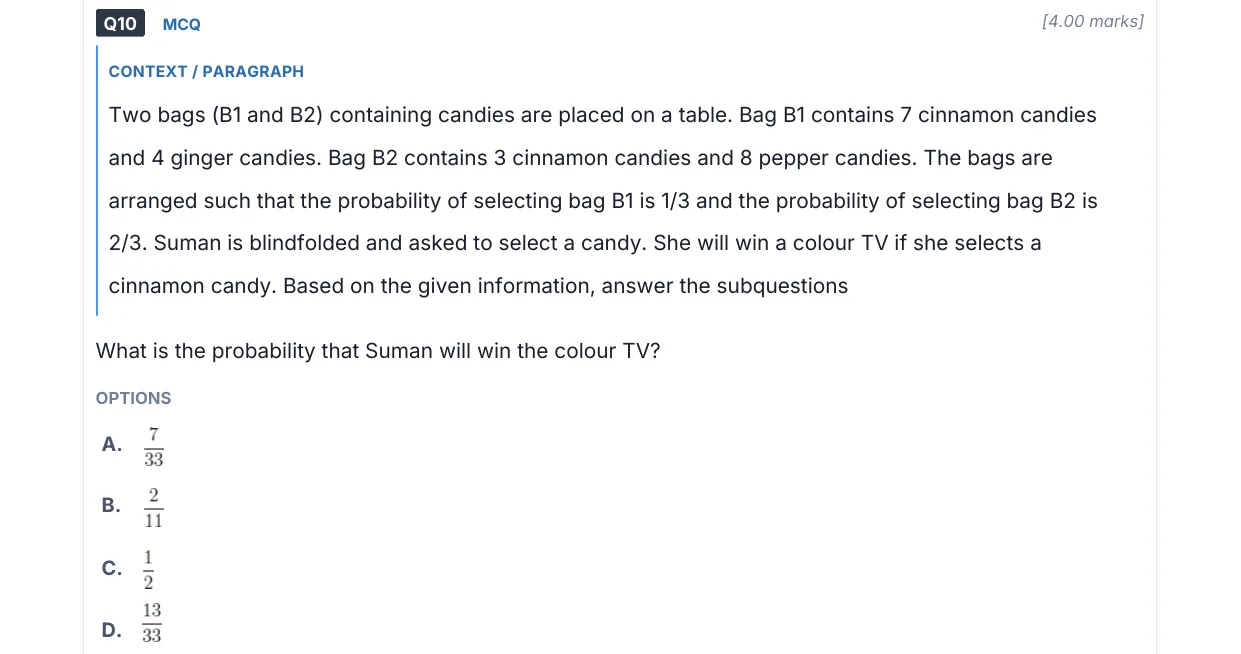 Q10 MCQ [4.00 marks]
CONTEXT / PARAGRAPH
Two bags (B1 and B2) containing candies are placed on a table. Bag B1 contains 7 cinnamon candies
and 4 ginger candies. Bag B2 contains 3 cinnamon candies and 8 pepper candies. The bags are
arranged such that the probability of selecting bag B1 is 1/3 and the probability of selecting bag B2 is
2/3. Suman is blindfolded and asked to select a candy. She will win a colour TV if she selects a
cinnamon candy. Based on the given information, answer the subquestions
What is the probability that Suman will win the colour TV?
OPTIONS
A. 7/33
B. 2/11
C. 1/2
D. 13/33